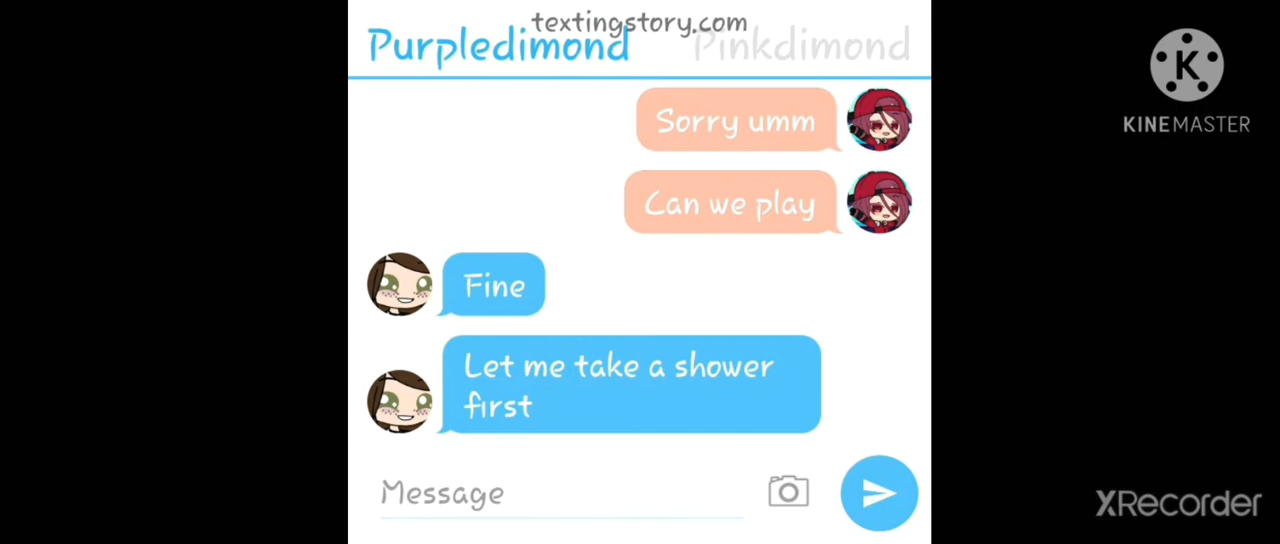 textingstory.com
Purpledimond Pinkdimond
Sorry umm
Can we play
Fine
Let me take a shower
first
Message
K
KINEMASTER
XRecorder